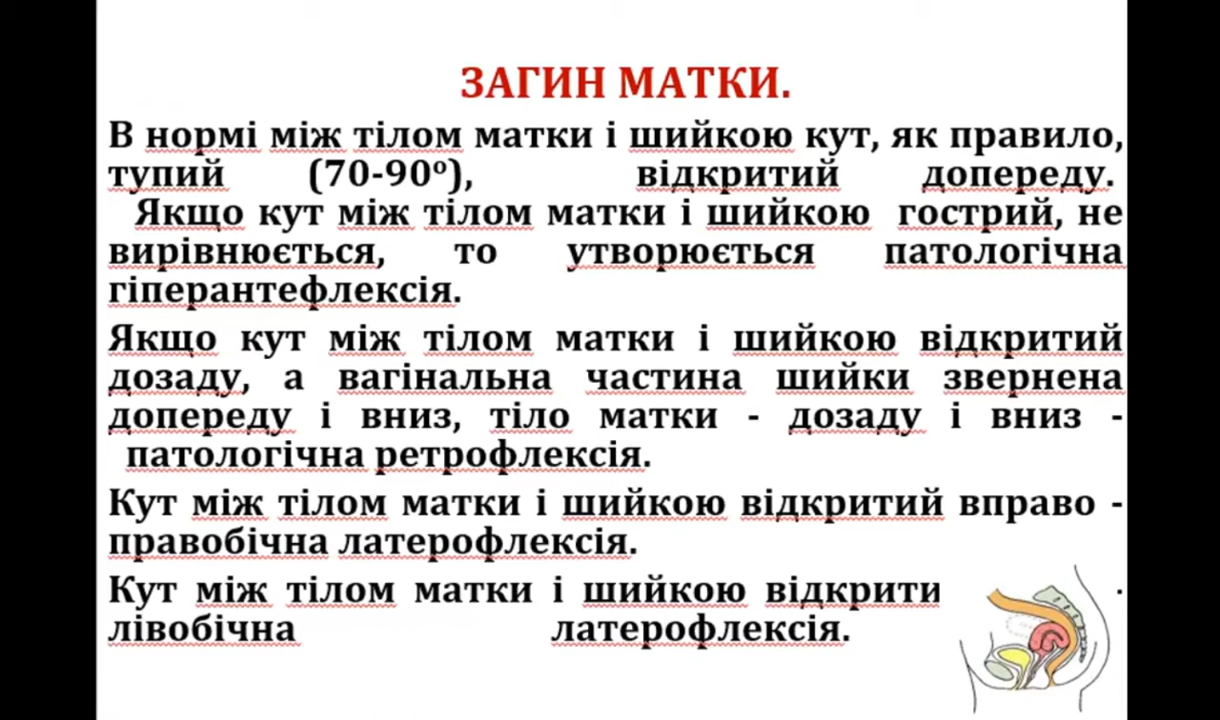 ЗАГИН МАТКИ.
В нормі між тілом матки і шийкою кут, як правило,
тупий (70-90º), відкритий допереду.
Якщо кут між тілом матки і шийкою гострий, не
вирівнюється, то утворюється патологічна
гіперантефлексія.
Якщо кут між тілом матки і шийкою відкритий
дозаду, а вагінальна частина шийки звернена
допереду і вниз, тіло матки - дозаду і вниз -
патологічна ретрофлексія.
Кут між тілом матки і шийкою відкритий вправо -
правобічна латерофлексія.
Кут між тілом матки і шийкою відкрити
лівобічна латерофлексія.